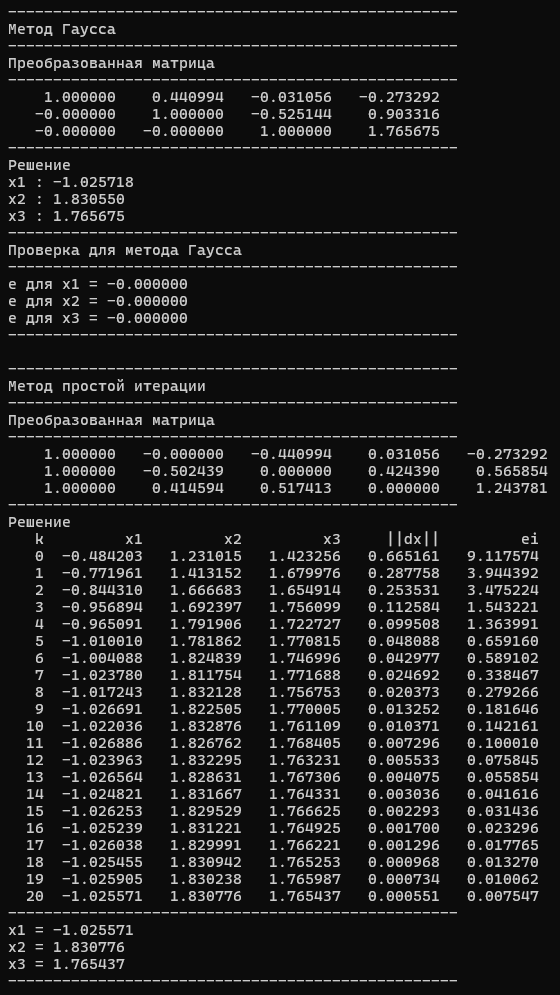 --------------------------------------------------
Метод Гаусса
--------------------------------------------------
Преобразованная матрица
--------------------------------------------------
    1.000000    0.440994   -0.031056   -0.273292
   -0.000000    1.000000   -0.525144    0.903316
   -0.000000   -0.000000    1.000000    1.765675
--------------------------------------------------
Решение
x1 : -1.025718
x2 : 1.830550
x3 : 1.765675
--------------------------------------------------
Проверка для метода Гаусса
--------------------------------------------------
e для x1 = -0.000000
e для x2 = -0.000000
e для x3 = -0.000000
--------------------------------------------------
--------------------------------------------------
Метод простой итерации
--------------------------------------------------
Преобразованная матрица
--------------------------------------------------
    1.000000   -0.000000   -0.440994    0.031056   -0.273292
    1.000000   -0.502439    0.000000    0.424390    0.565854
    1.000000    0.414594    0.517413    0.000000    1.243781
--------------------------------------------------
Решение
   k         x1         x2         x3     ||dx||         ei
   0  -0.484203   1.231015   1.423256   0.665161   9.117574
   1  -0.771961   1.413152   1.679976   0.287758   3.944392
   2  -0.844310   1.666683   1.654914   0.253531   3.475224
   3  -0.956894   1.692397   1.756099   0.112584   1.543221
   4  -0.965091   1.791906   1.722727   0.099508   1.363991
   5  -1.010010   1.781862   1.770815   0.048088   0.659160
   6  -1.004088   1.824839   1.746996   0.042977   0.589102
   7  -1.023780   1.811754   1.771688   0.024692   0.338467
   8  -1.017243   1.832128   1.756753   0.020373   0.279266
   9  -1.026691   1.822505   1.770005   0.013252   0.181646
  10  -1.022036   1.832876   1.761109   0.010371   0.142161
  11  -1.026886   1.826762   1.768405   0.007296   0.100010
  12  -1.023963   1.832295   1.763231   0.005533   0.075845
  13  -1.026564   1.828631   1.767306   0.004075   0.055854
  14  -1.024821   1.831667   1.764331   0.003036   0.041616
  15  -1.026253   1.829529   1.766625   0.002293   0.031436
  16  -1.025239   1.831221   1.764925   0.001700   0.023296
  17  -1.026038   1.829991   1.766221   0.001296   0.017765
  18  -1.025455   1.830942   1.765253   0.000968   0.013270
  19  -1.025905   1.830238   1.765987   0.000734   0.010062
  20  -1.025571   1.830776   1.765437   0.000551   0.007547
--------------------------------------------------
x1 = -1.025571
x2 = 1.830776
x3 = 1.765437
--------------------------------------------------